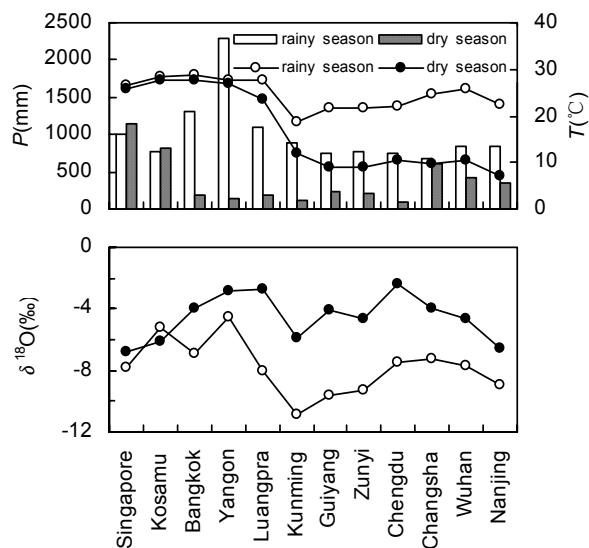 2500
2000
1500
1000
500
0
P(mm)
rainy season
dry season
rainy season
dry season
40
30
20
10
0
T(℃)
0
-4
-8
-12
δ ¹⁸O(‰)
Singapore
Kosamu
Bangkok
Yangon
Luangpra
Kunming
Guiyang
Zunyi
Chengdu
Changsha
Wuhan
Nanjing